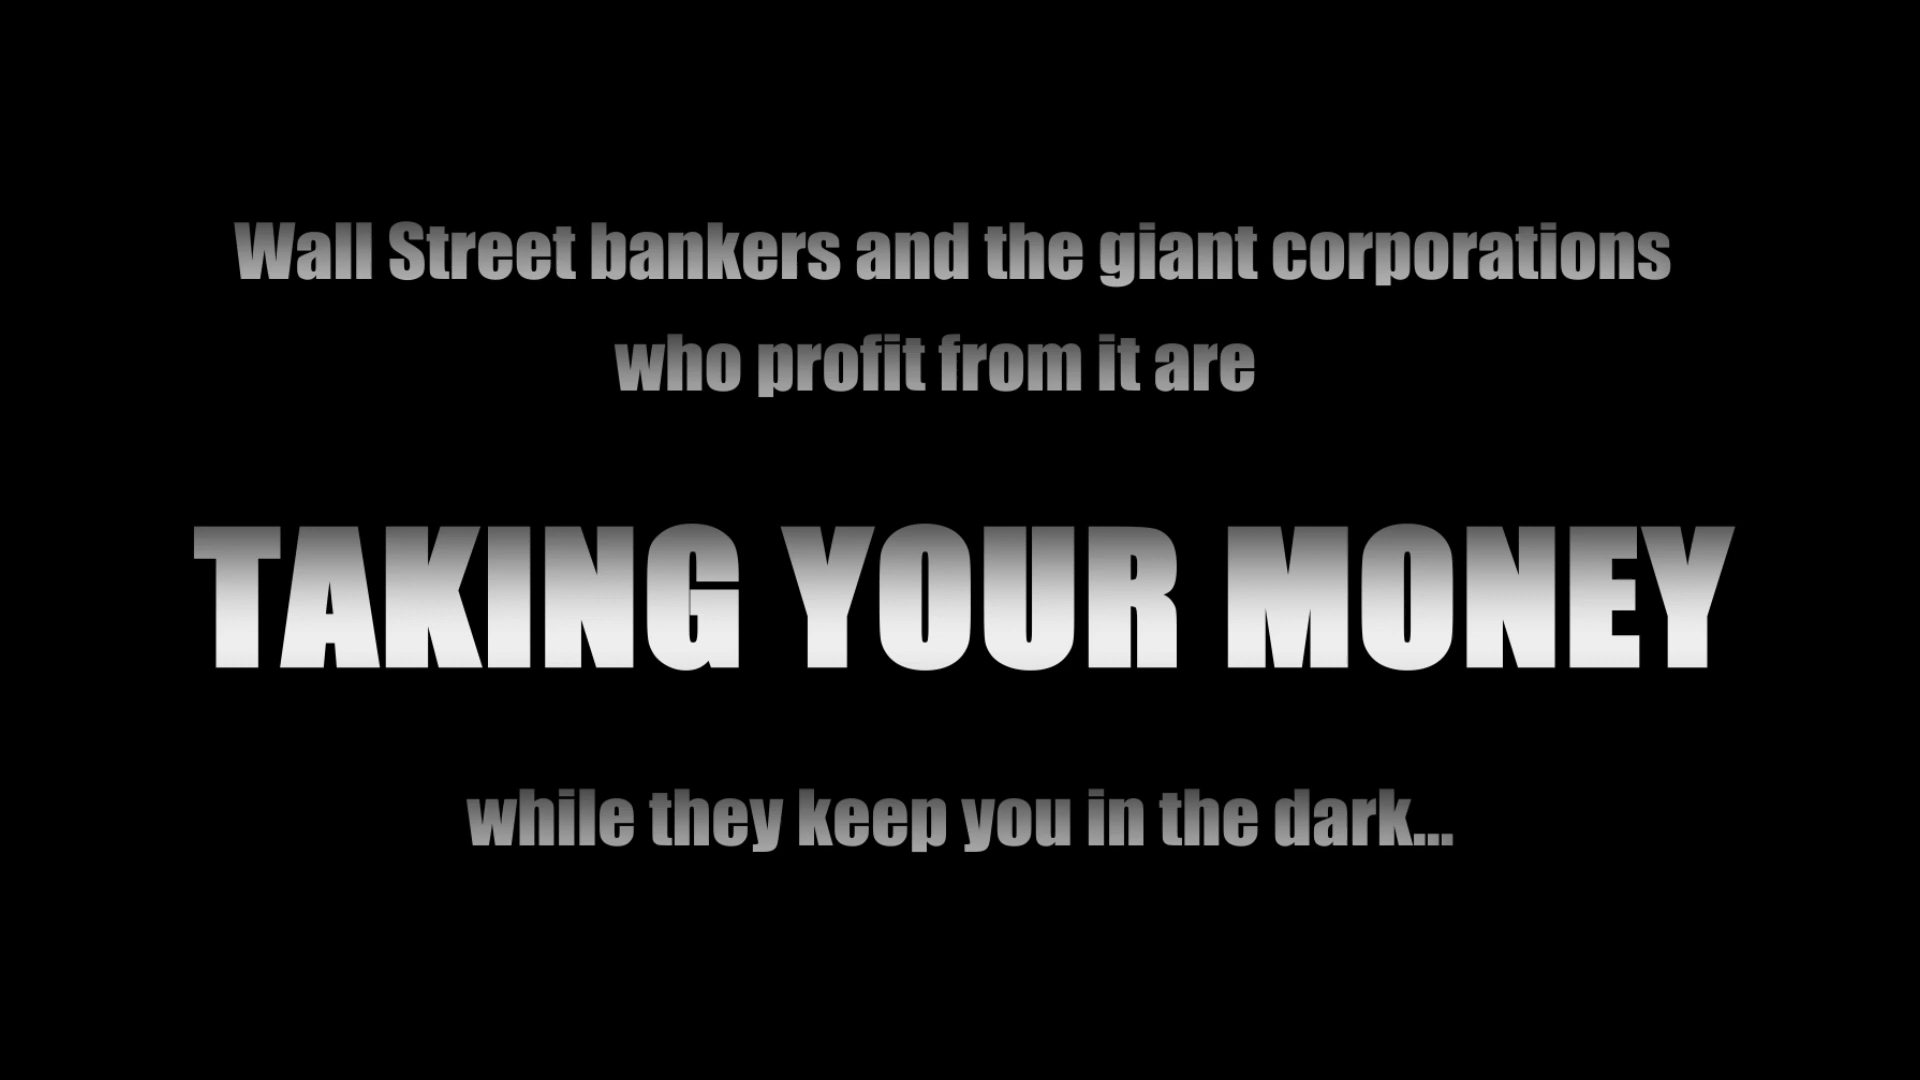 Wall Street bankers and the giant corporations
who profit from it are
TAKING YOUR MONEY
while they keep you in the dark...